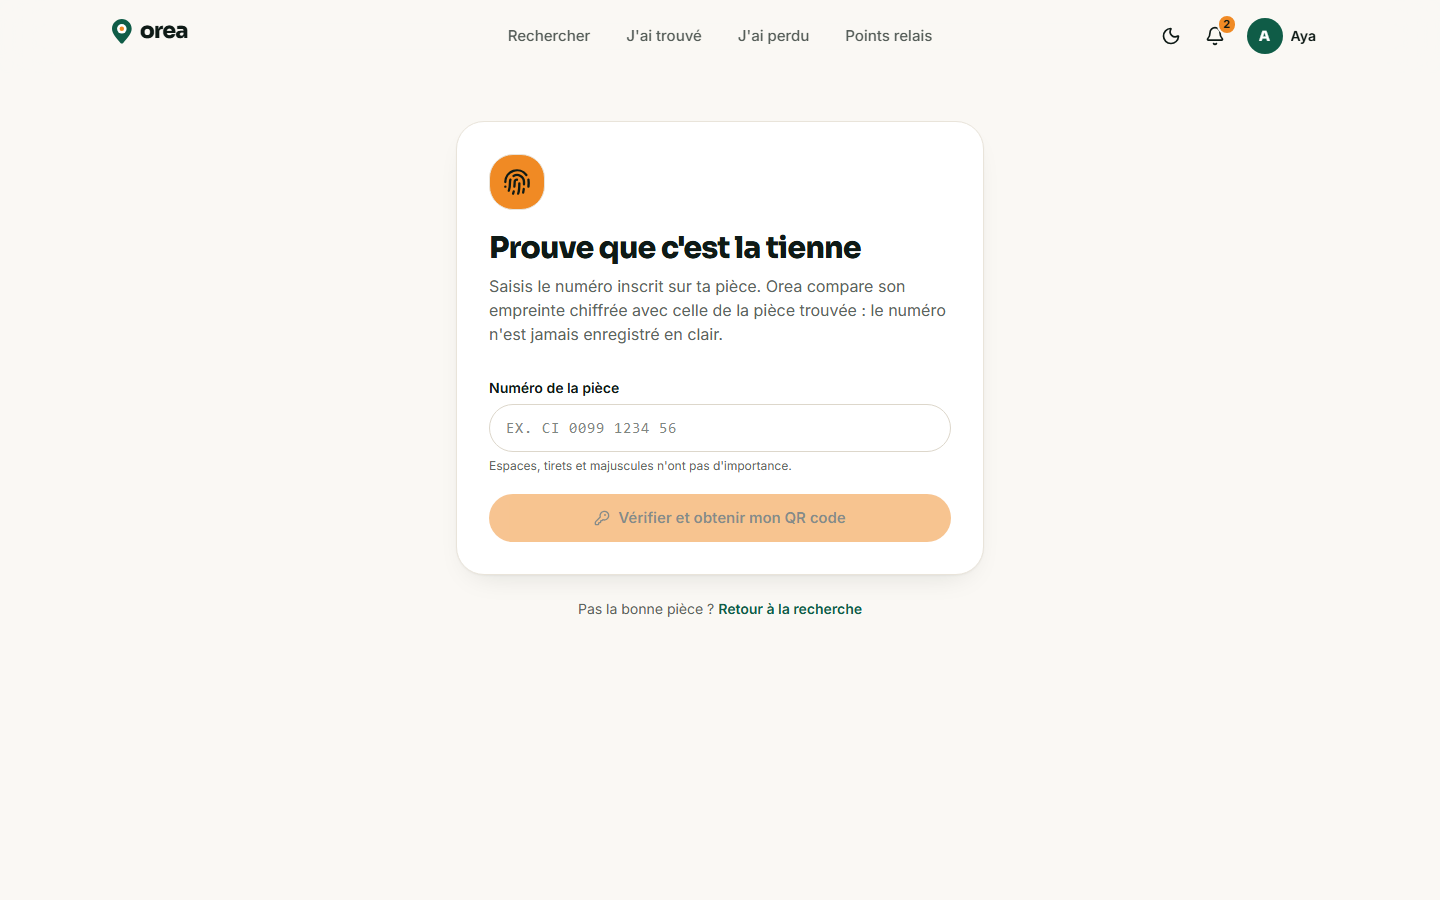 orea
Rechercher
J'ai trouvé
J'ai perdu
Points relais
2
A
Aya
Prouve que c'est la tienne
Saisis le numéro inscrit sur ta pièce. Orea compare son
empreinte chiffrée avec celle de la pièce trouvée : le numéro
n'est jamais enregistré en clair.
Numéro de la pièce
EX. CI 0099 1234 56
Espaces, tirets et majuscules n'ont pas d'importance.
Vérifier et obtenir mon QR code
Pas la bonne pièce ? Retour à la recherche